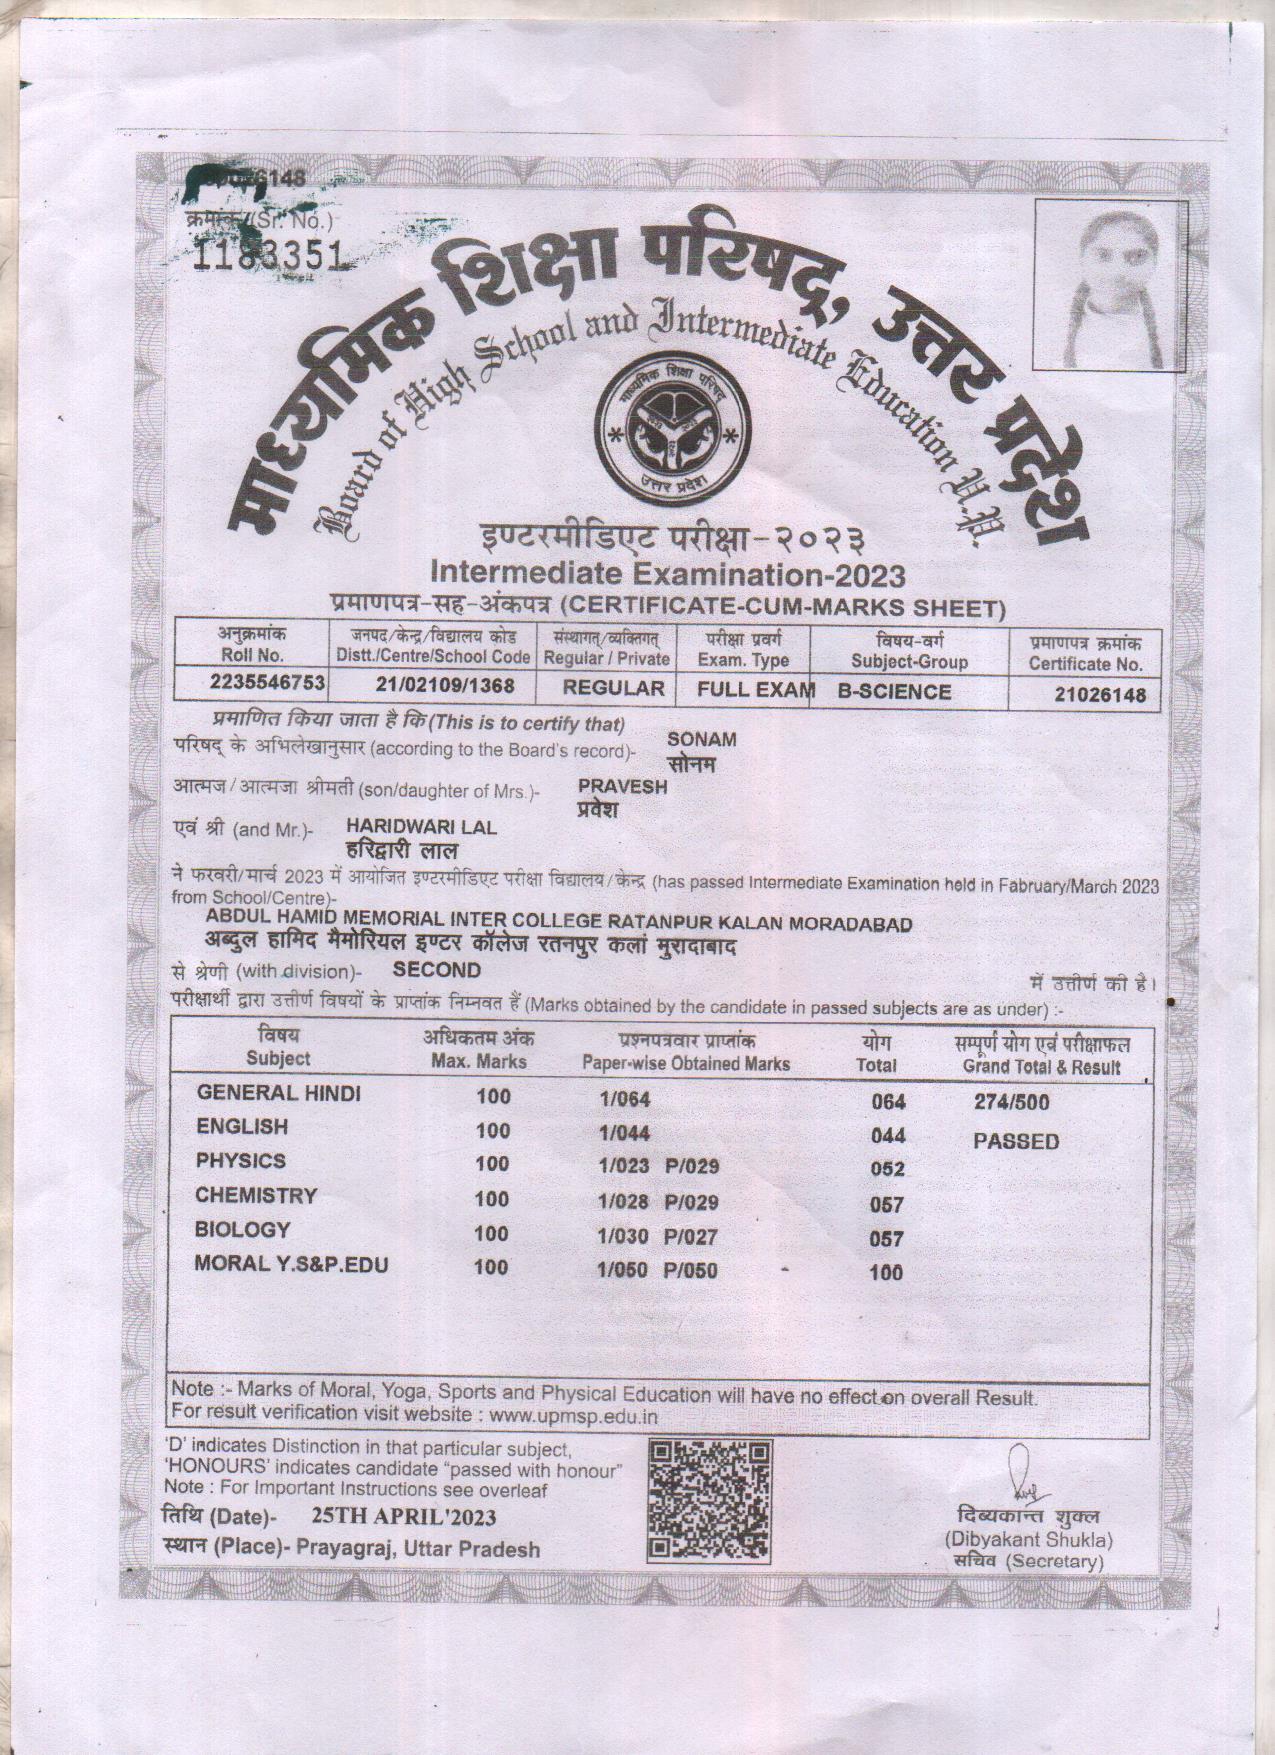 6148
क्रमांक (Sr. No.)
1183351
माध्यमिक शिक्षा परिषद्, उत्तर प्रदेश
Board of High School and Intermediate Education U.P.
माध्यमिक शिक्षा परिषद्
उत्तर प्रदेश
इण्टरमीडिएट परीक्षा-२०२३
Intermediate Examination-2023
प्रमाणपत्र-सह-अंकपत्र (CERTIFICATE-CUM-MARKS SHEET)
अनुक्रमांक जनपद/केन्द्र/विद्यालय कोड संस्थागत्/व्यक्तिगत् परीक्षा प्रवर्ग विषय-वर्ग प्रमाणपत्र क्रमांक
Roll No. Distt./Centre/School Code Regular / Private Exam. Type Subject-Group Certificate No.
2235546753 21/02109/1368 REGULAR FULL EXAM B-SCIENCE 21026148
प्रमाणित किया जाता है कि (This is to certify that)
परिषद् के अभिलेखानुसार (according to the Board's record)- SONAM
सोनम
आत्मज/आत्मजा श्रीमती (son/daughter of Mrs.)- PRAVESH
प्रवेश
एवं श्री (and Mr.)- HARIDWARI LAL
हरिद्वारी लाल
ने फरवरी/मार्च 2023 में आयोजित इण्टरमीडिएट परीक्षा विद्यालय/केन्द्र (has passed Intermediate Examination held in Fabruary/March 2023
from School/Centre)-
ABDUL HAMID MEMORIAL INTER COLLEGE RATANPUR KALAN MORADABAD
अब्दुल हामिद मैमोरियल इण्टर कॉलेज रतनपुर कलां मुरादाबाद
से श्रेणी (with division)- SECOND में उत्तीर्ण की है।
परीक्षार्थी द्वारा उत्तीर्ण विषयों के प्राप्तांक निम्नवत हैं (Marks obtained by the candidate in passed subjects are as under) :-
विषय अधिकतम अंक प्रश्नपत्रवार प्राप्तांक योग सम्पूर्ण योग एवं परीक्षाफल
Subject Max. Marks Paper-wise Obtained Marks Total Grand Total & Result
GENERAL HINDI 100 1/064 064 274/500
ENGLISH 100 1/044 044 PASSED
PHYSICS 100 1/023 P/029 052
CHEMISTRY 100 1/028 P/029 057
BIOLOGY 100 1/030 P/027 057
MORAL Y.S&P.EDU 100 1/050 P/050 100
Note :- Marks of Moral, Yoga, Sports and Physical Education will have no effect on overall Result.
For result verification visit website : www.upmsp.edu.in
'D' indicates Distinction in that particular subject,
'HONOURS' indicates candidate "passed with honour"
Note : For Important Instructions see overleaf
तिथि (Date)- 25TH APRIL'2023
स्थान (Place)- Prayagraj, Uttar Pradesh
दिब्यकान्त शुक्ल
(Dibyakant Shukla)
सचिव (Secretary)